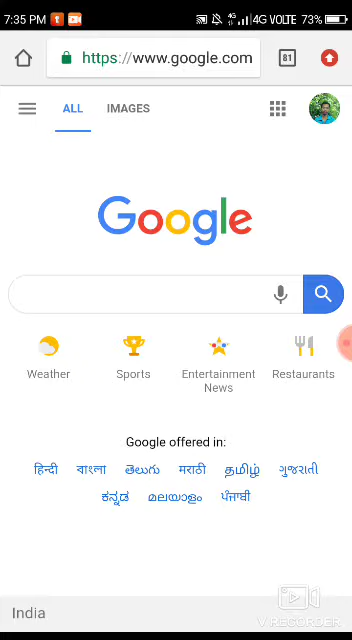 7:35 PM 4G 4G VOLTE 73%
https://www.google.com 81
ALL IMAGES
Google
Weather Sports Entertainment News Restaurants
Google offered in:
हिन्दी বাংলা తెలుగు मराठी தமிழ் ગુજરાતી
ಕನ್ನಡ മലയാളം ਪੰਜਾਬੀ
India
V RECORDER